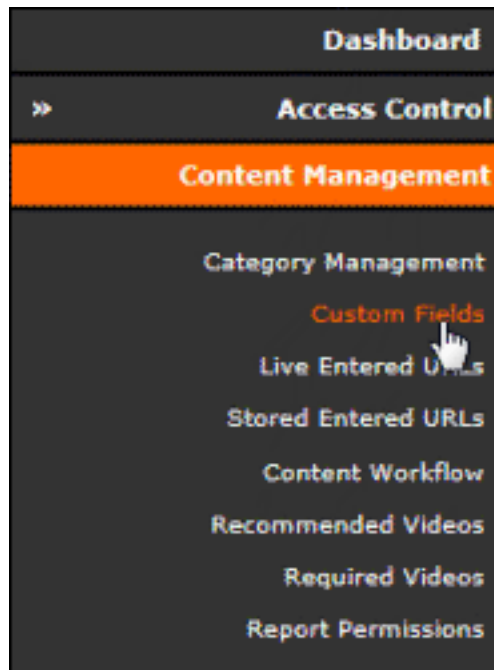 Dashboard
» Access Control
Content Management
Category Management
Custom Fields
Live Entered URLs
Stored Entered URLs
Content Workflow
Recommended Videos
Required Videos
Report Permissions